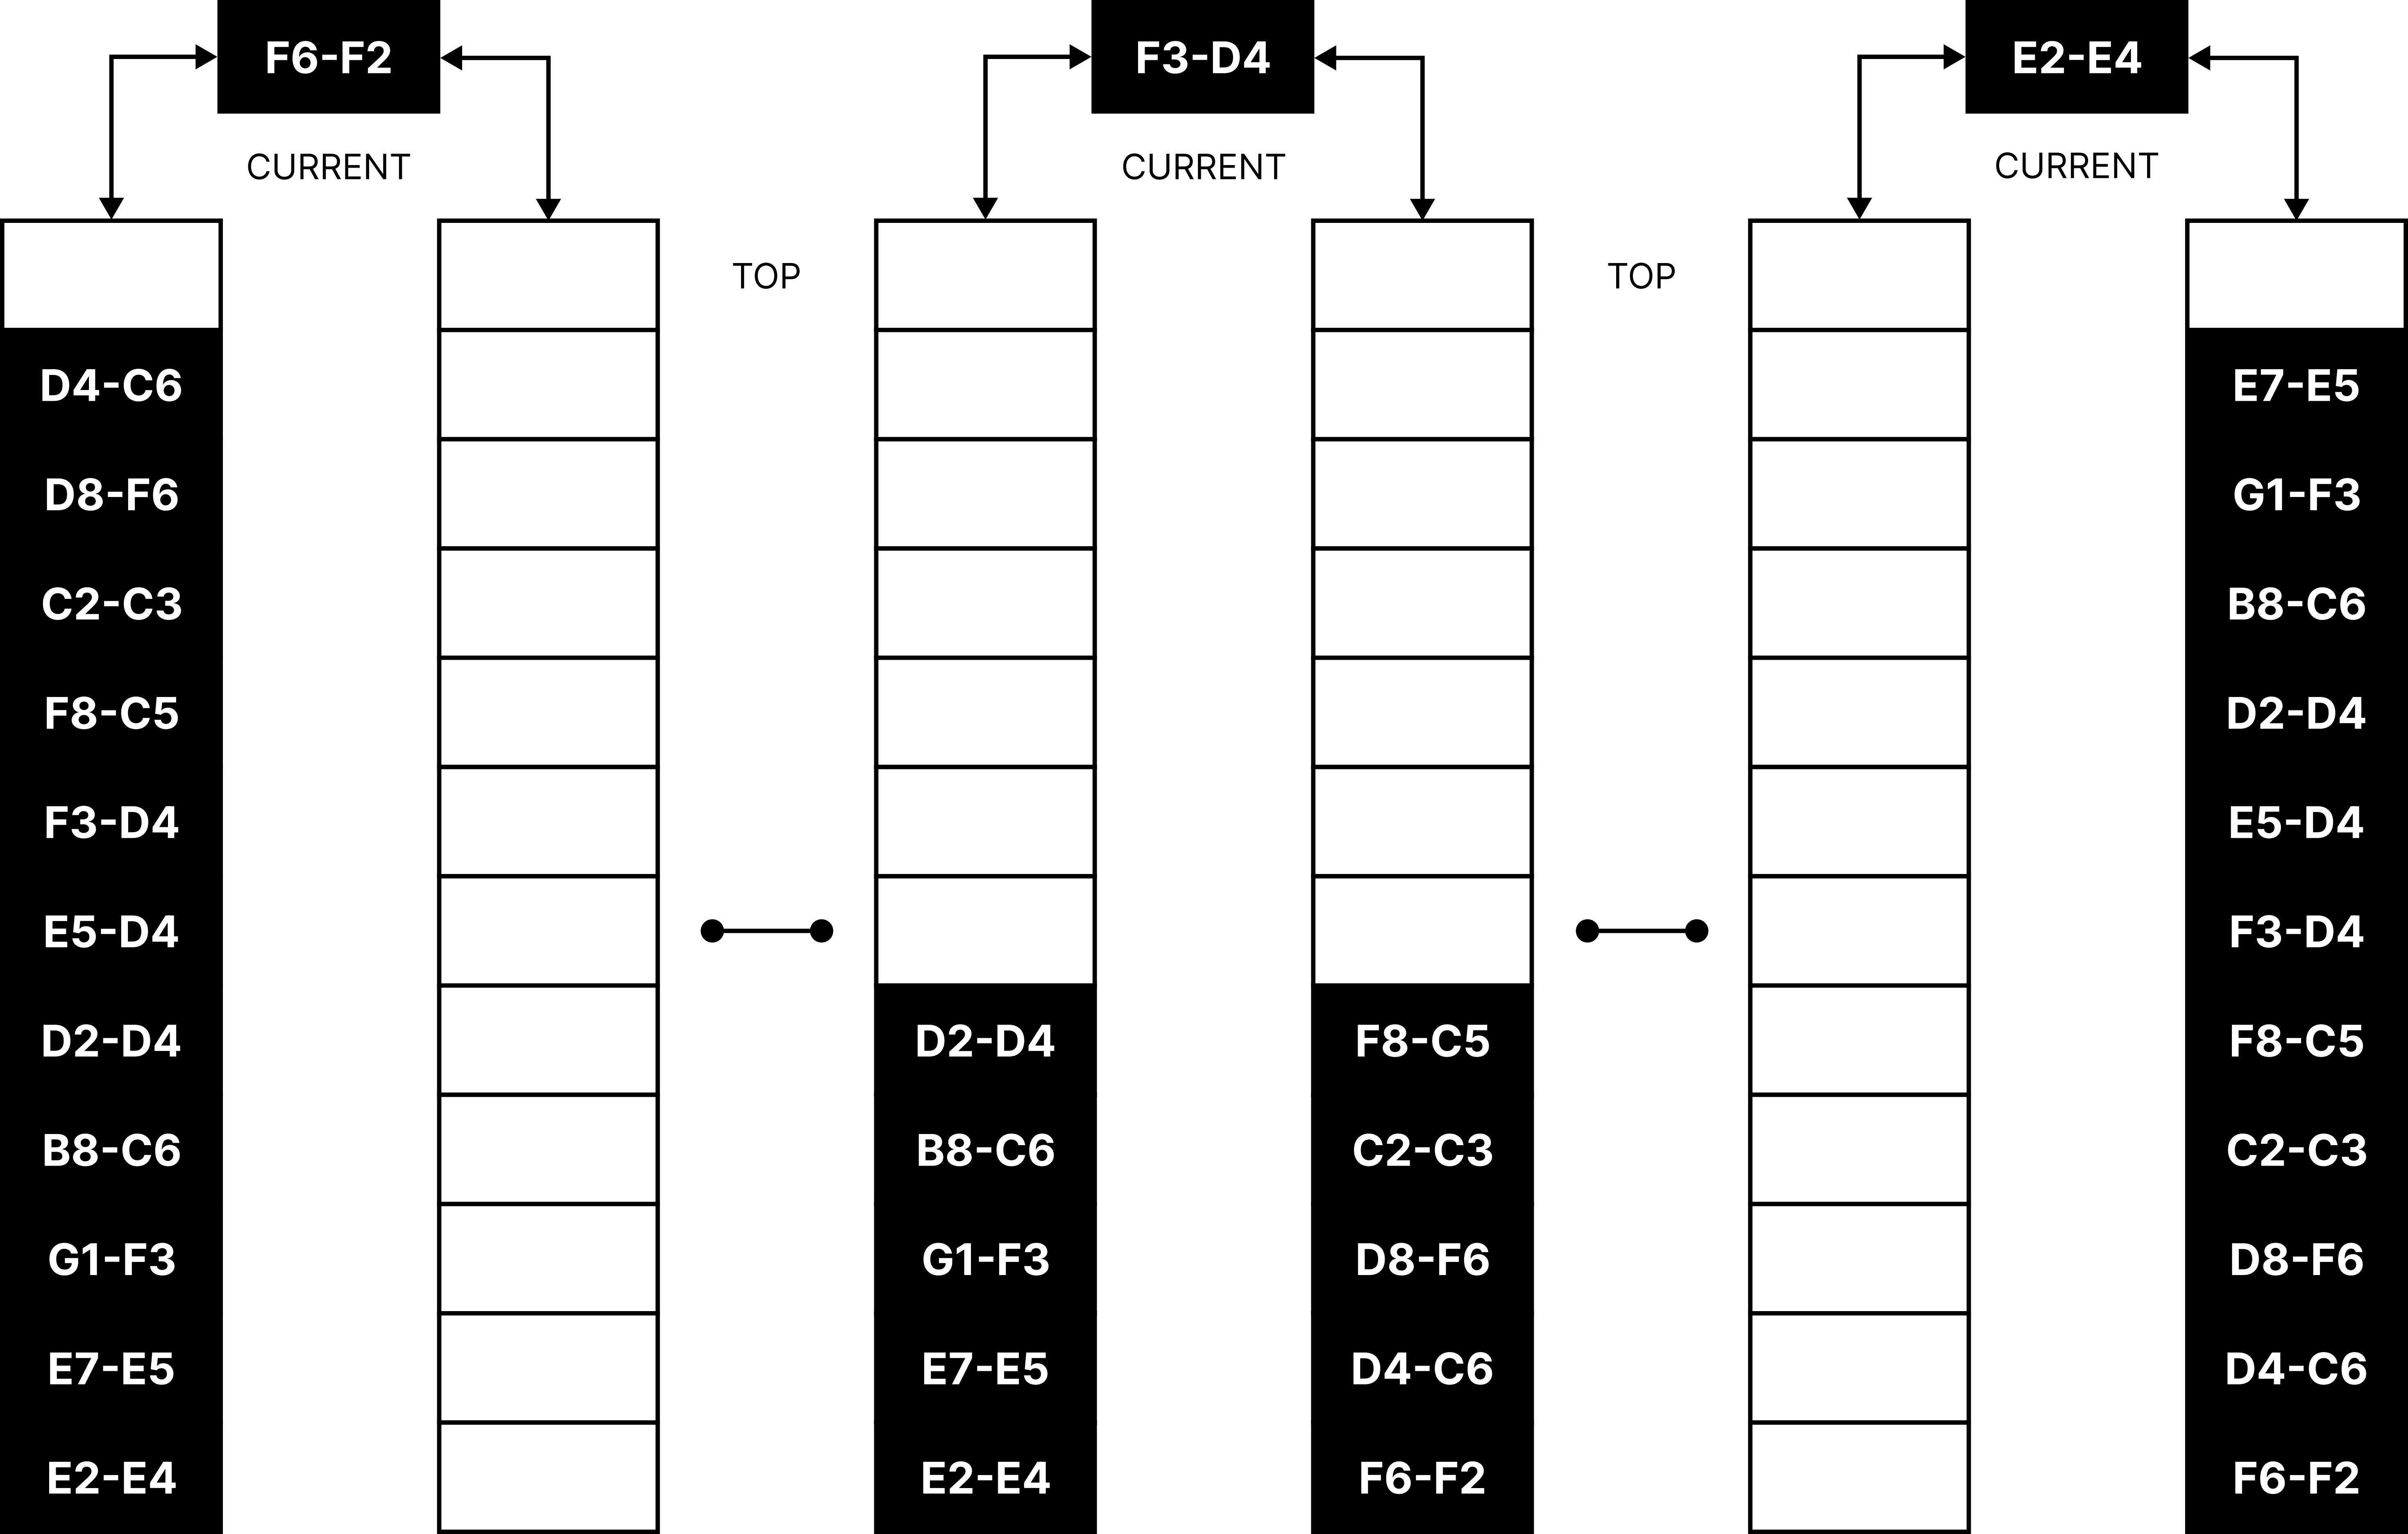 F6-F2
F3-D4
E2-E4
CURRENT
CURRENT
CURRENT
TOP
TOP
D4-C6
E7-E5
D8-F6
G1-F3
C2-C3
B8-C6
F8-C5
D2-D4
F3-D4
E5-D4
E5-D4
F3-D4
D2-D4
D2-D4
F8-C5
F8-C5
B8-C6
B8-C6
C2-C3
C2-C3
G1-F3
G1-F3
D8-F6
D8-F6
E7-E5
E7-E5
D4-C6
D4-C6
E2-E4
E2-E4
F6-F2
F6-F2